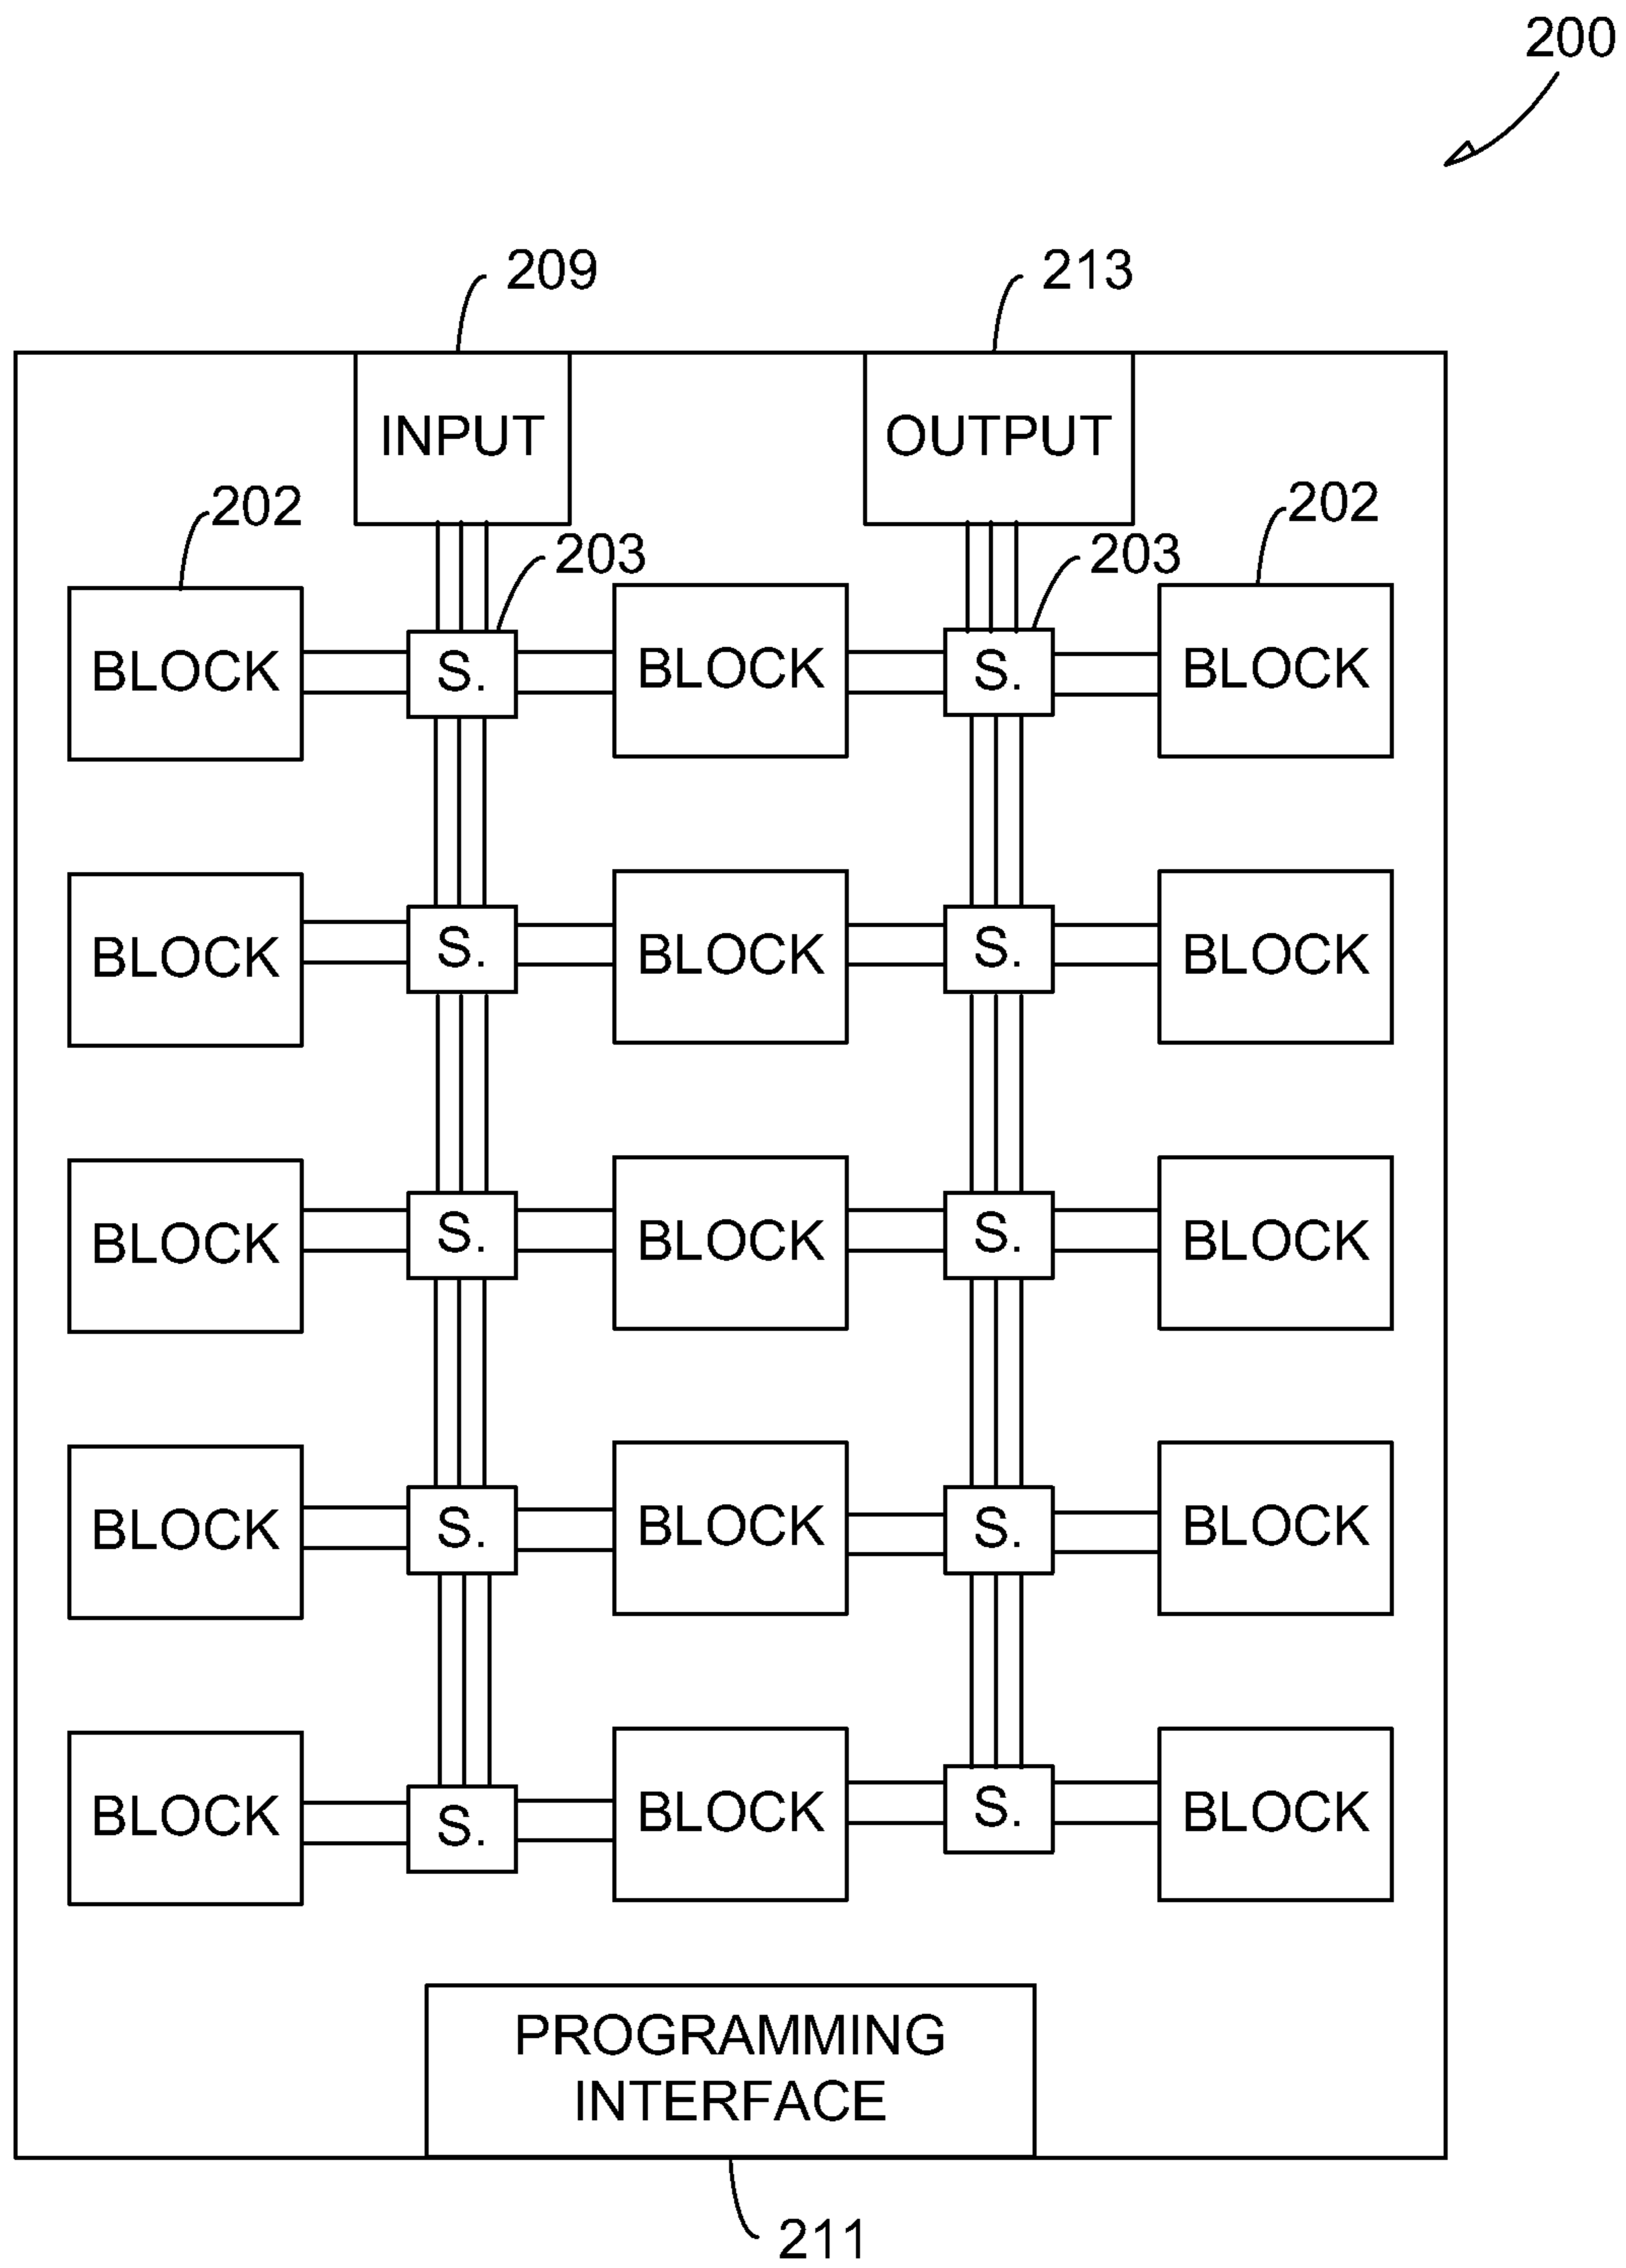 200
209
213
INPUT
OUTPUT
202
202
203
203
BLOCK
S.
BLOCK
S.
BLOCK
BLOCK
S.
BLOCK
S.
BLOCK
BLOCK
S.
BLOCK
S.
BLOCK
BLOCK
S.
BLOCK
S.
BLOCK
BLOCK
S.
BLOCK
S.
BLOCK
PROGRAMMING
INTERFACE
211